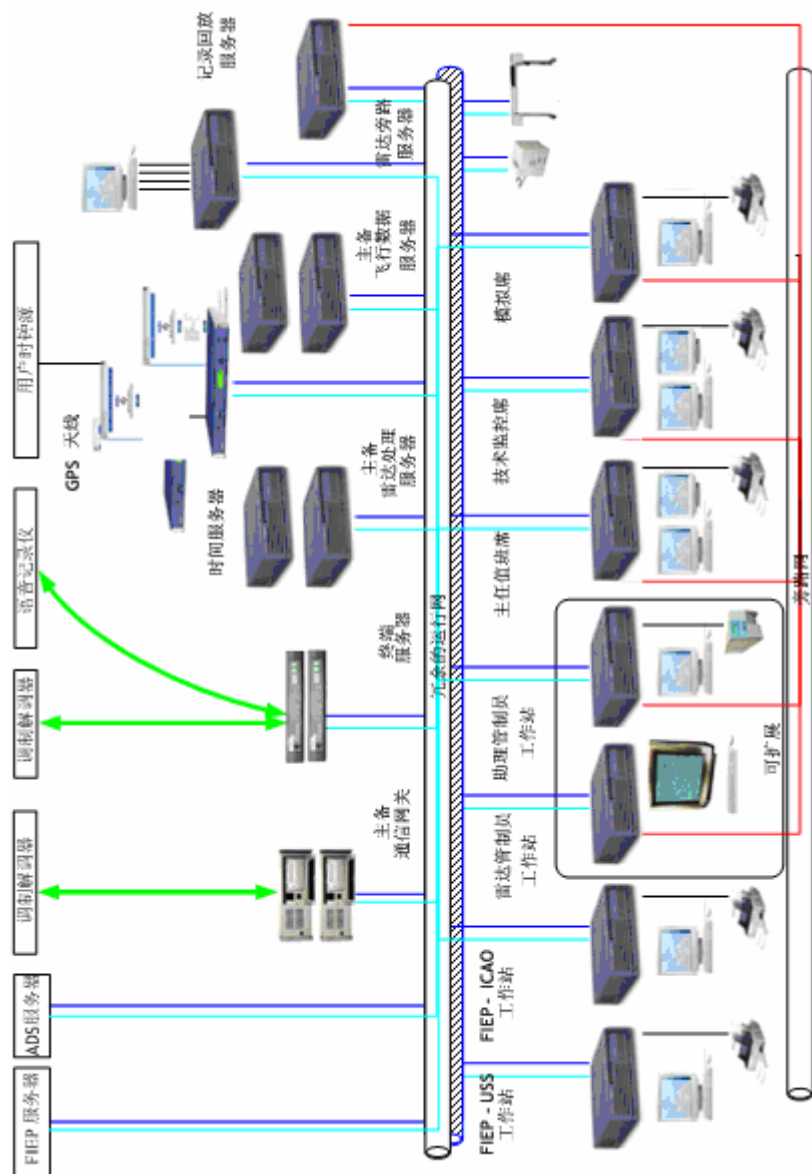 FIEP 服务器
ADS服务器
调制解调器
调制解调器
语音记录仪
用户时钟源
GPS 天线
主备
通信网关
终端
服务器
时间服务器
主备
雷达处理
服务器
主备
飞行数据
服务器
雷达旁路
服务器
记录回放
服务器
冗余的运行网
FIEP - USS
工作站
FIEP - ICAO
工作站
雷达管制员
工作站
助理管制员
工作站
主任值班席
技术监控席
模拟席
可扩展
旁路网